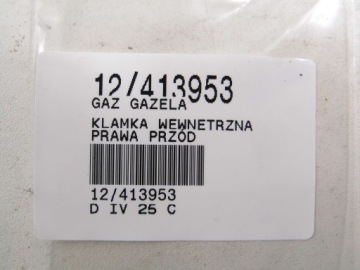 12/413953
GAZ GAZELA
KLAMKA WEWNETRZNA
PRAWA PRZÓD
12/413953
D IV 25 C